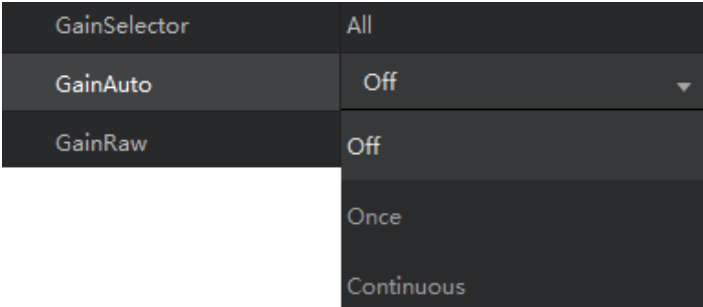 GainSelector All
GainAuto Off
GainRaw Off
Once
Continuous